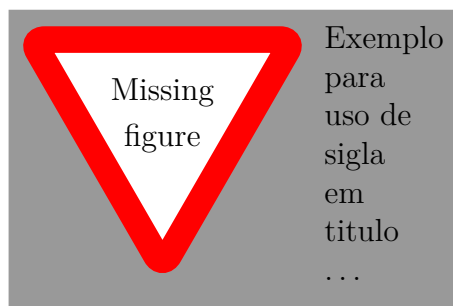 Missing
figure
Exemplo
para
uso de
sigla
em
titulo
...